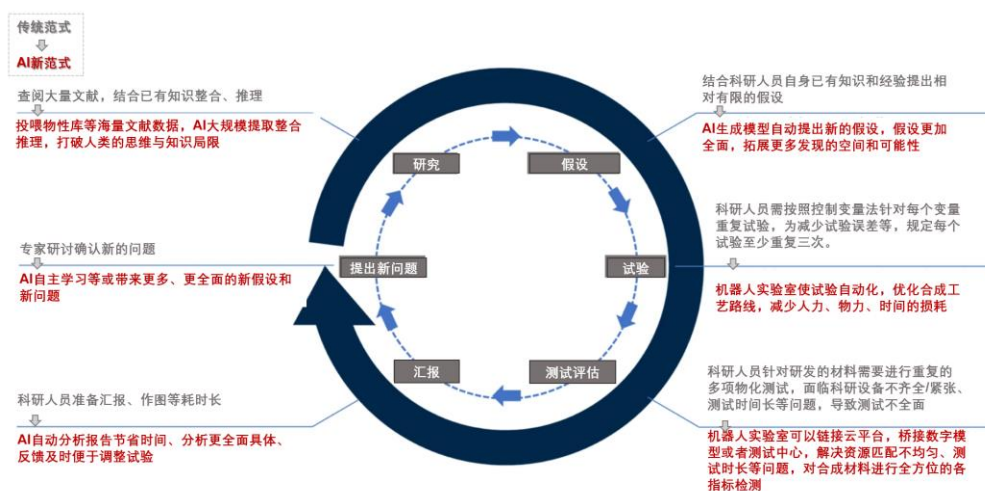 传统范式
AI新范式
查阅大量文献，结合已有知识整合、推理
投喂物性库等海量文献数据，AI大规模提取整合
推理，打破人类的思维与知识局限
结合科研人员自身已有知识和经验提出相
对有限的假设
AI生成模型自动提出新的假设，假设更加
全面，拓展更多发现的空间和可能性
研究
假设
科研人员需按照控制变量法针对每个变量
重复试验，为减少试验误差等，规定每个
试验至少重复三次。
专家研讨确认新的问题
AI自主学习等或带来更多、更全面的新假设和
新问题
提出新问题
试验
机器人实验室使试验自动化，优化合成工
艺路线，减少人力、物力、时间的损耗
汇报
测试评估
科研人员准备汇报、作图等耗时长
AI自动分析报告节省时间、分析更全面具体、
反馈及时便于调整试验
科研人员针对研发的材料需要进行重复的
多项物化测试，面临科研设备不齐全/紧张、
测试时间长等问题，导致测试不全面
机器人实验室可以链接云平台，桥接数字模
型或者测试中心，解决资源匹配不均匀、测
试时长等问题，对合成材料进行全方位的各
指标检测